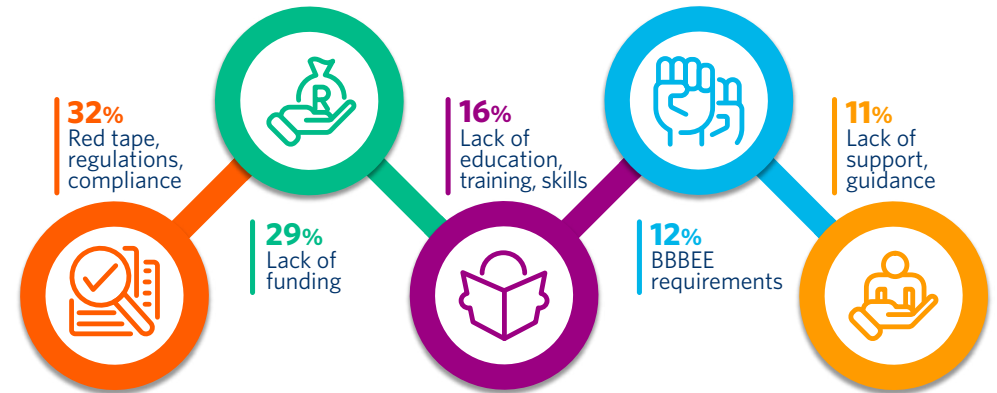 32%
Red tape,
regulations,
compliance
R
29%
Lack of
funding
16%
Lack of
education,
training, skills
12%
BBBEE
requirements
11%
Lack of
support,
guidance